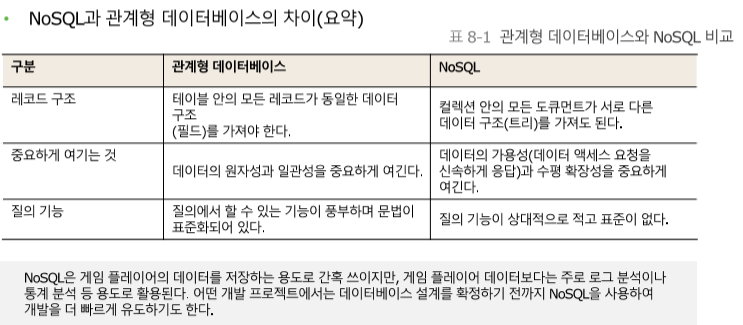 • NoSQL과 관계형 데이터베이스의 차이(요약)
표 8-1 관계형 데이터베이스와 NoSQL 비교
구분 관계형 데이터베이스 NoSQL
레코드 구조
테이블 안의 모든 레코드가 동일한 데이터
구조
(필드)를 가져야 한다.
컬렉션 안의 모든 도큐먼트가 서로 다른
데이터 구조(트리)를 가져도 된다.
중요하게 여기는 것
데이터의 원자성과 일관성을 중요하게 여긴다.
데이터의 가용성(데이터 액세스 요청을
신속하게 응답)과 수평 확장성을 중요하게
여긴다.
질의 기능
질의에서 할 수 있는 기능이 풍부하며 문법이
표준화되어 있다.
질의 기능이 상대적으로 적고 표준이 없다.
NoSQL은 게임 플레이어의 데이터를 저장하는 용도로 간혹 쓰이지만, 게임 플레이어 데이터보다는 주로 로그 분석이나
통계 분석 등 용도로 활용된다. 어떤 개발 프로젝트에서는 데이터베이스 설계를 확정하기 전까지 NoSQL을 사용하여
개발을 더 빠르게 유도하기도 한다.